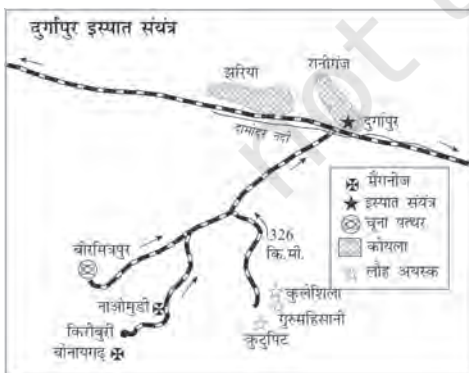 दुर्गापुर इस्पात संयंत्र
झरिया
रानीगंज
दामोदर नदी
दुर्गापुर
मैंगनीज
इस्पात संयंत्र
चूना पत्थर
कोयला
लौह अयस्क
326
कि.मी.
बीरमित्रपुर
नाओमुडी
किरीबुरी
बोनायगढ़
कुलेशिला
गुरुमहिसानी
कुदुपिट